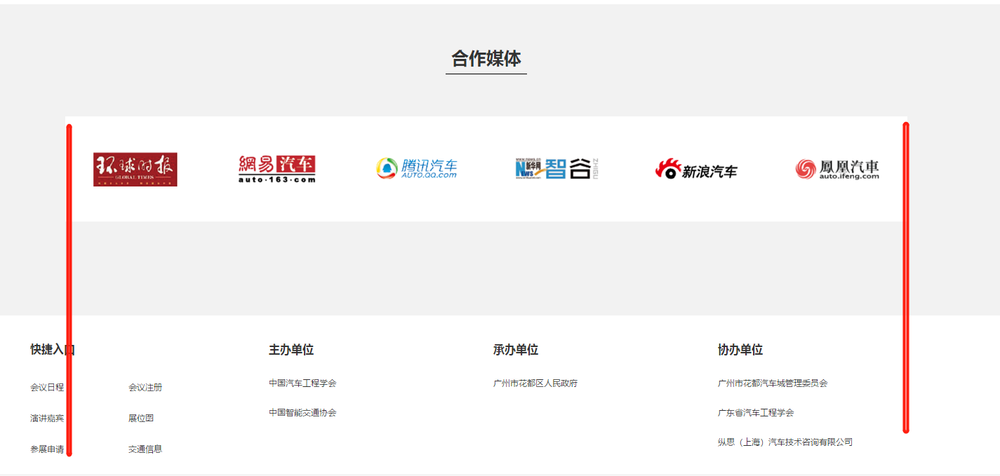 合作媒体
环球时报
GLOBAL TIMES
網易汽车
auto·163·com
腾讯汽车
AUTO.QQ.com
新华网
NEWS
智谷
ZHIGU
新浪汽车
鳳凰汽車
auto.ifeng.com
快捷入口
会议日程
会议注册
演讲嘉宾
展位图
参展申请
交通信息
主办单位
中国汽车工程学会
中国智能交通协会
承办单位
广州市花都区人民政府
协办单位
广州市花都汽车城管理委员会
广东省汽车工程学会
纵思（上海）汽车技术咨询有限公司